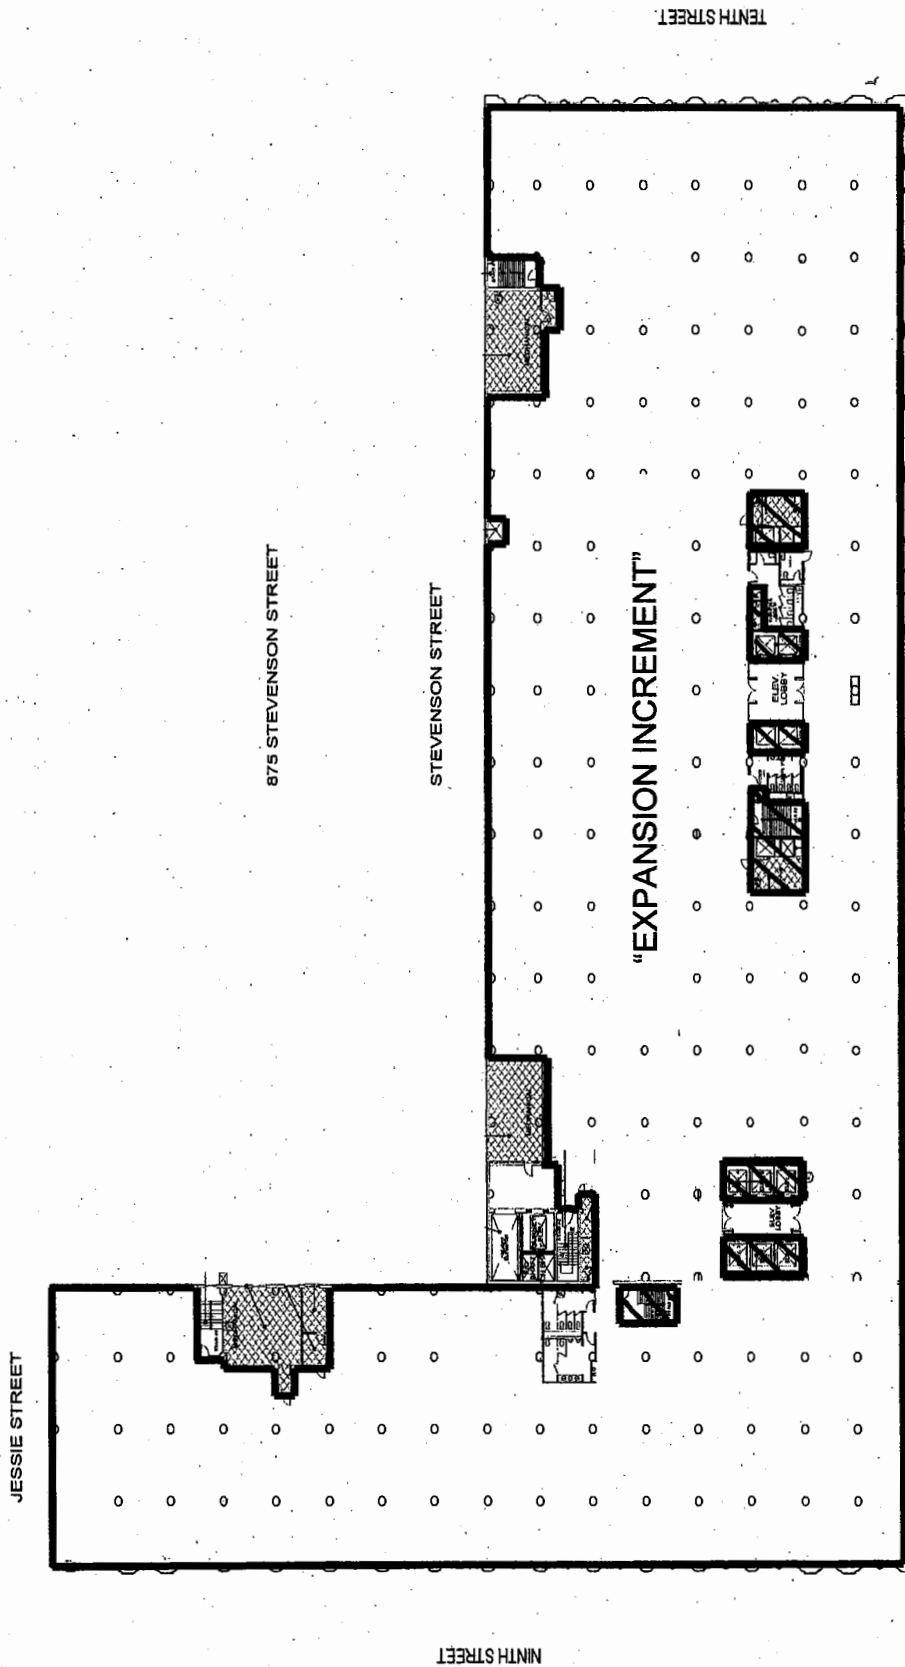 TENTH STREET
875 STEVENSON STREET
STEVENSON STREET
"EXPANSION INCREMENT"
ELEV.
LOBBY
ELEV.
LOBBY
JESSIE STREET
NINTH STREET